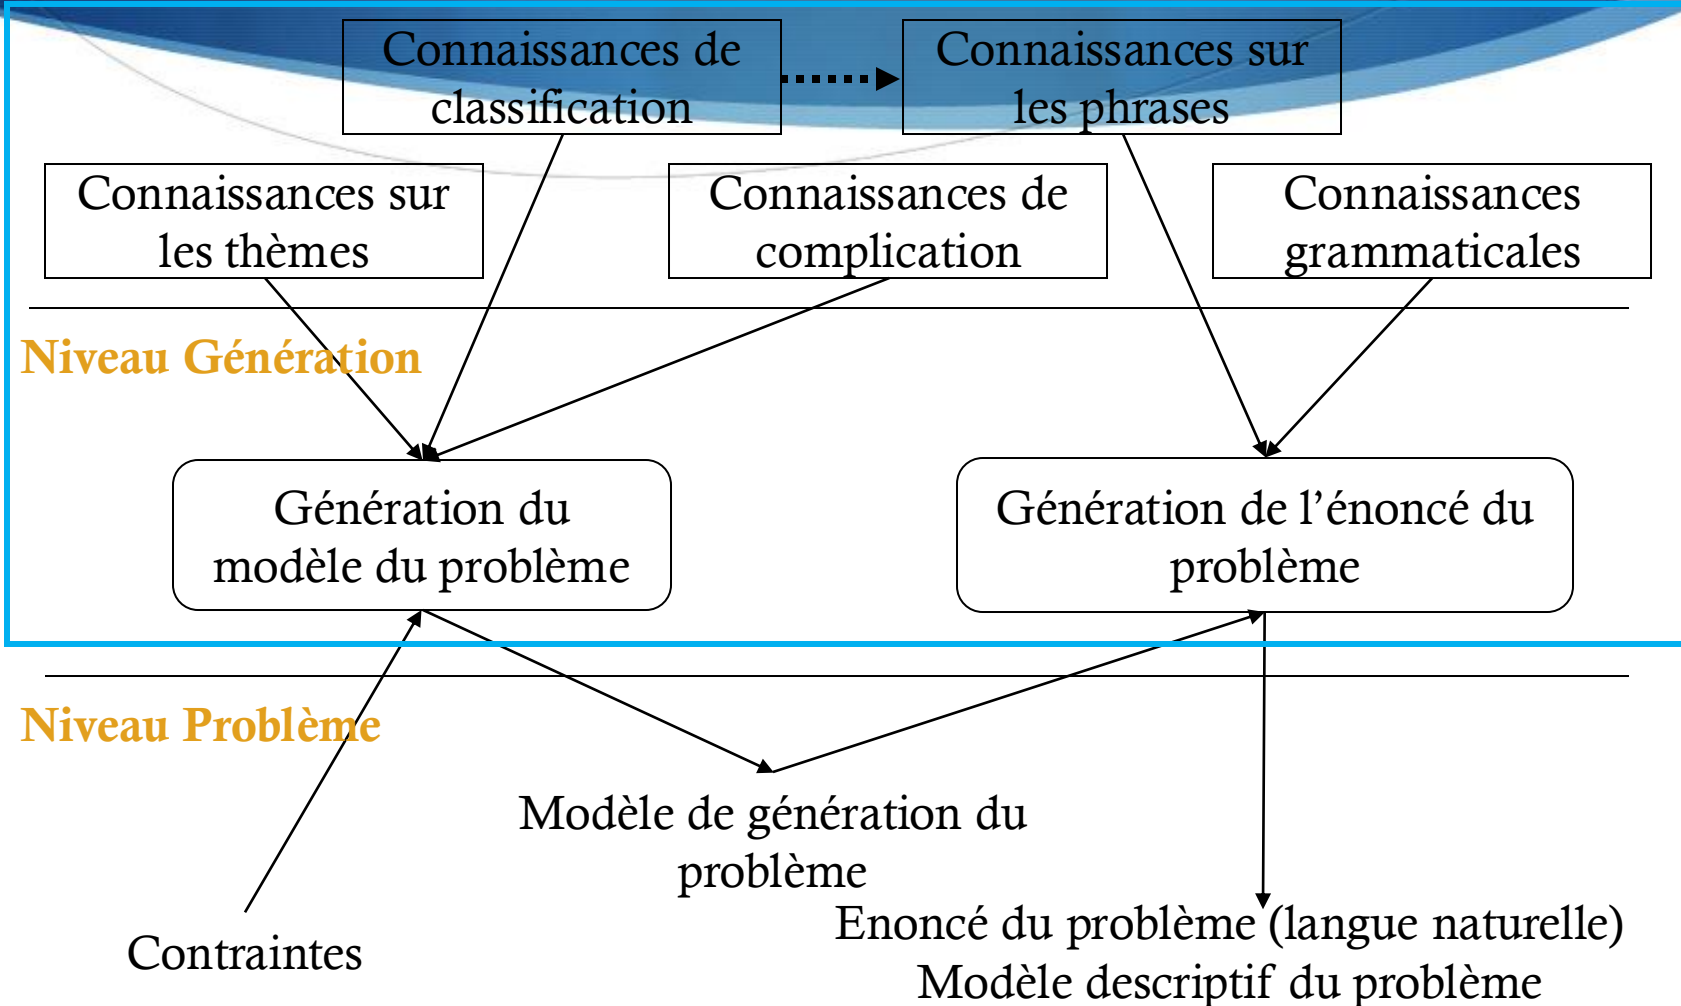 Connaissances de
classification
Connaissances sur
les phrases
Connaissances sur
les thèmes
Connaissances de
complication
Connaissances
grammaticales
Niveau Génération
Génération du
modèle du problème
Génération de l’énoncé du
problème
Niveau Problème
Modèle de génération du
problème
Contraintes
Enoncé du problème (langue naturelle)
Modèle descriptif du problème